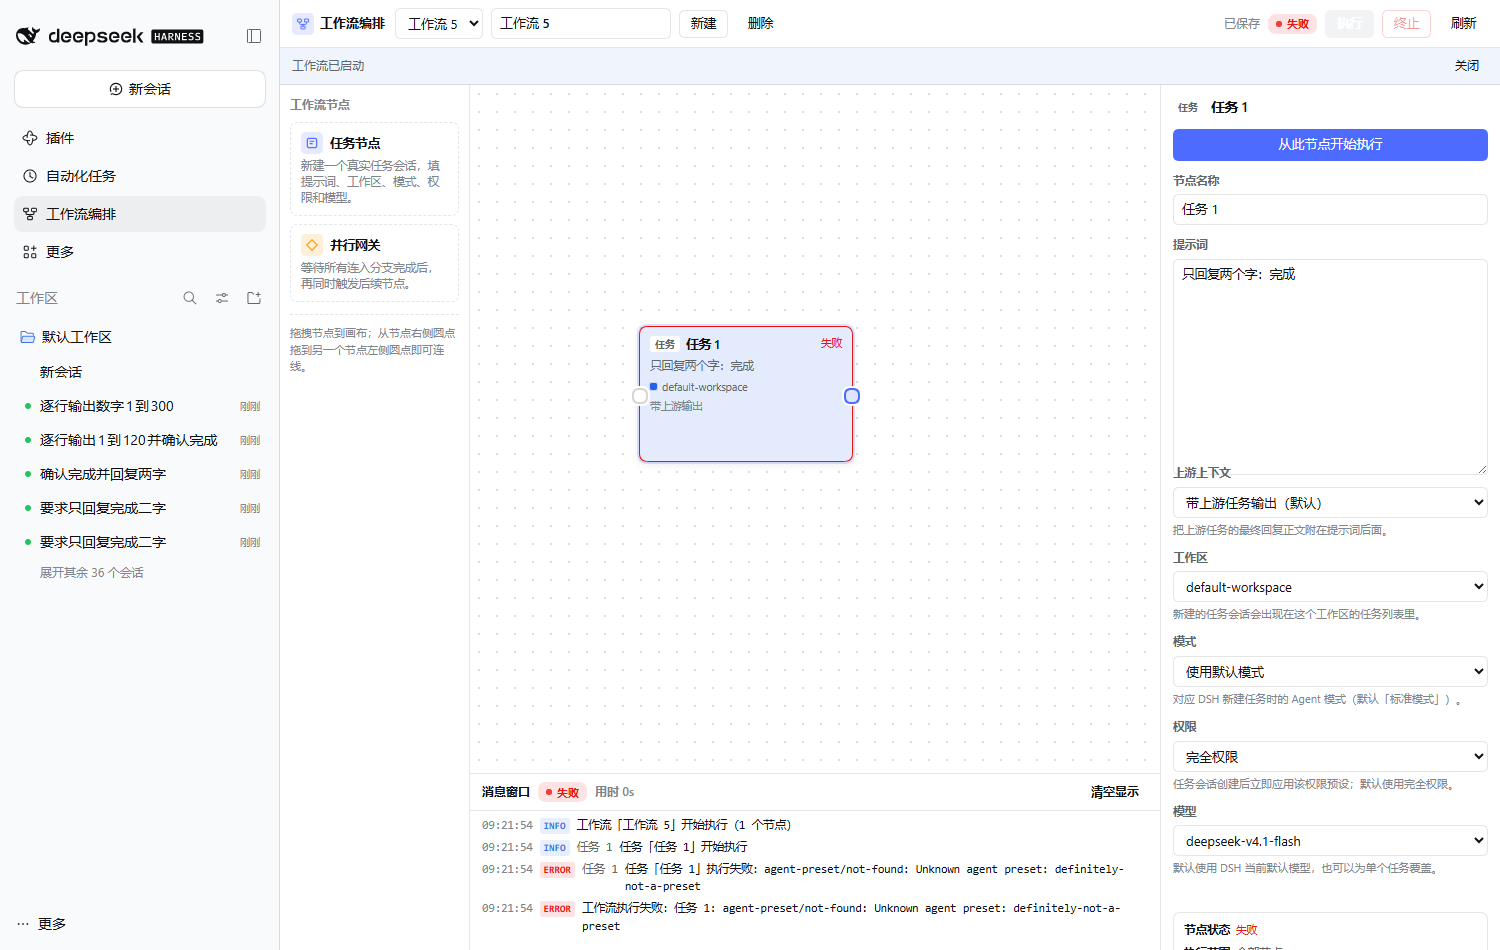 deepseek HARNESS
新会话
插件
自动化任务
工作流编排
更多
工作区
默认工作区
新会话
逐行输出数字1到300 刚刚
逐行输出1到120并确认完成 刚刚
确认完成并回复两字 刚刚
要求只回复完成二字 刚刚
要求只回复完成二字 刚刚
展开其余 36 个会话
··· 更多
工作流编排 工作流 5 工作流 5 新建 删除 已保存 失败 执行 终止 刷新
工作流已启动 关闭
工作流节点
任务节点
新建一个真实任务会话，填
提示词、工作区、模式、权
限和模型。
并行网关
等待所有连入分支完成后，
再同时触发后续节点。
拖拽节点到画布；从节点右侧圆点
拖到另一个节点左侧圆点即可连
线。
任务 任务 1 失败
只回复两个字：完成
default-workspace
带上游输出
消息窗口 失败 用时 0s 清空显示
09:21:54 INFO 工作流「工作流 5」开始执行（1 个节点）
09:21:54 INFO 任务 1 任务「任务 1」开始执行
09:21:54 ERROR 任务 1 任务「任务 1」执行失败: agent-preset/not-found: Unknown agent preset: definitely-
not-a-preset
09:21:54 ERROR 工作流执行失败: 任务 1: agent-preset/not-found: Unknown agent preset: definitely-not-a-
preset
任务 任务 1
从此节点开始执行
节点名称
任务 1
提示词
只回复两个字：完成
上游上下文
带上游任务输出（默认）
把上游任务的最终回复正文附在提示词后面。
工作区
default-workspace
新建的任务会话会出现在这个工作区的任务列表里。
模式
使用默认模式
对应 DSH 新建任务时的 Agent 模式（默认「标准模式」）。
权限
完全权限
任务会话创建后立即应用该权限预设；默认使用完全权限。
模型
deepseek-v4.1-flash
默认使用 DSH 当前默认模型，也可以为单个任务覆盖。
节点状态 失败
执行范围 全部节点